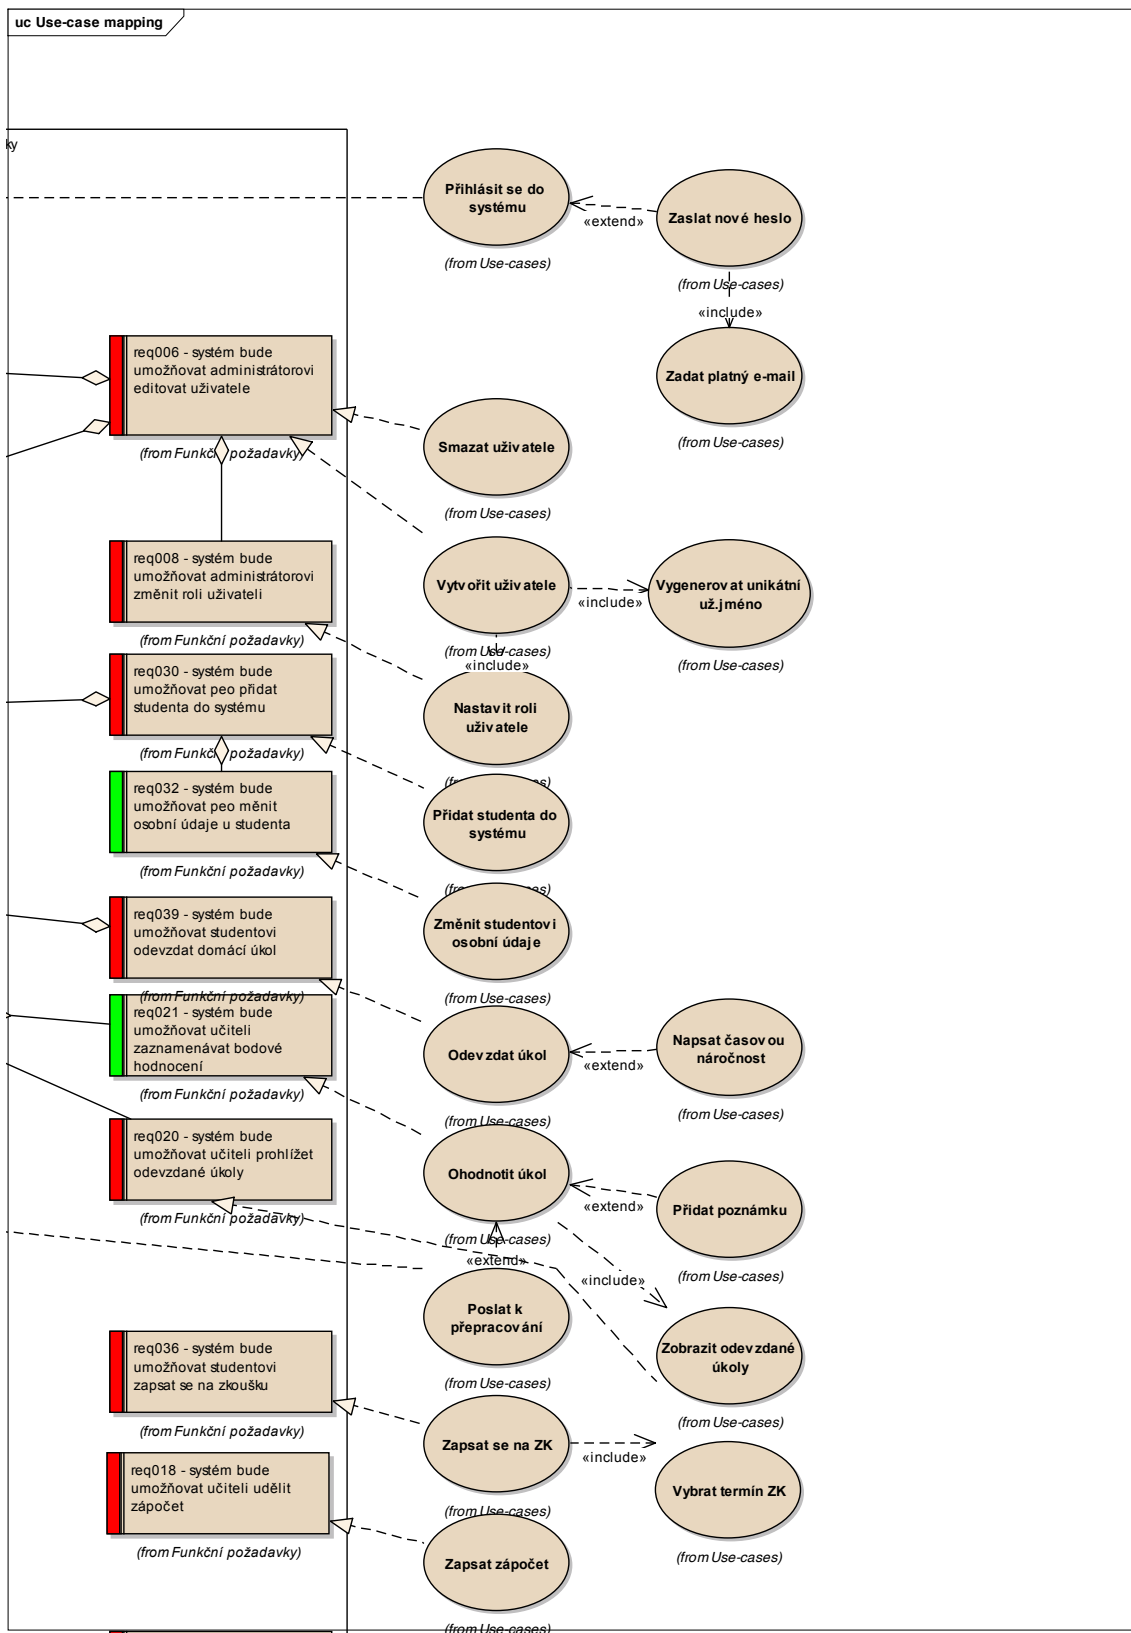 uc Use-case mapping
ky
Přihlásit se do
systému
(from Use-cases)
«extend»
Zaslat nové heslo
(from Use-cases)
«include»
Zadat platný e-mail
(from Use-cases)
req006 - systém bude
umožňovat administrátorovi
editovat uživatele
(from Funkční požadavky)
Smazat uživatele
(from Use-cases)
req008 - systém bude
umožňovat administrátorovi
změnit roli uživateli
(from Funkční požadavky)
Vytvořit uživatele
(from Use-cases)
«include»
Vygenerovat unikátní
už.jméno
(from Use-cases)
«include»
req030 - systém bude
umožňovat peo přidat
studenta do systému
(from Funkční požadavky)
Nastavit roli
uživatele
(from Use-cases)
req032 - systém bude
umožňovat peo měnit
osobní údaje u studenta
(from Funkční požadavky)
Přidat studenta do
systému
(from Use-cases)
Změnit studentovi
osobní údaje
(from Use-cases)
req039 - systém bude
umožňovat studentovi
odevzdat domácí úkol
(from Funkční požadavky)
req021 - systém bude
umožňovat učiteli
zaznamenávat bodové
hodnocení
(from Funkční požadavky)
Odevzdat úkol
(from Use-cases)
«extend»
Napsat časovou
náročnost
(from Use-cases)
req020 - systém bude
umožňovat učiteli prohlížet
odevzdané úkoly
(from Funkční požadavky)
Ohodnotit úkol
(from Use-cases)
«extend»
Přidat poznámku
(from Use-cases)
«extend»
«include»
Poslat k
přepracování
(from Use-cases)
Zobrazit odevzdané
úkoly
(from Use-cases)
req036 - systém bude
umožňovat studentovi
zapsat se na zkoušku
(from Funkční požadavky)
Zapsat se na ZK
(from Use-cases)
«include»
Vybrat termín ZK
(from Use-cases)
req018 - systém bude
umožňovat učiteli udělit
zápočet
(from Funkční požadavky)
Zapsat zápočet
(from Use-cases)